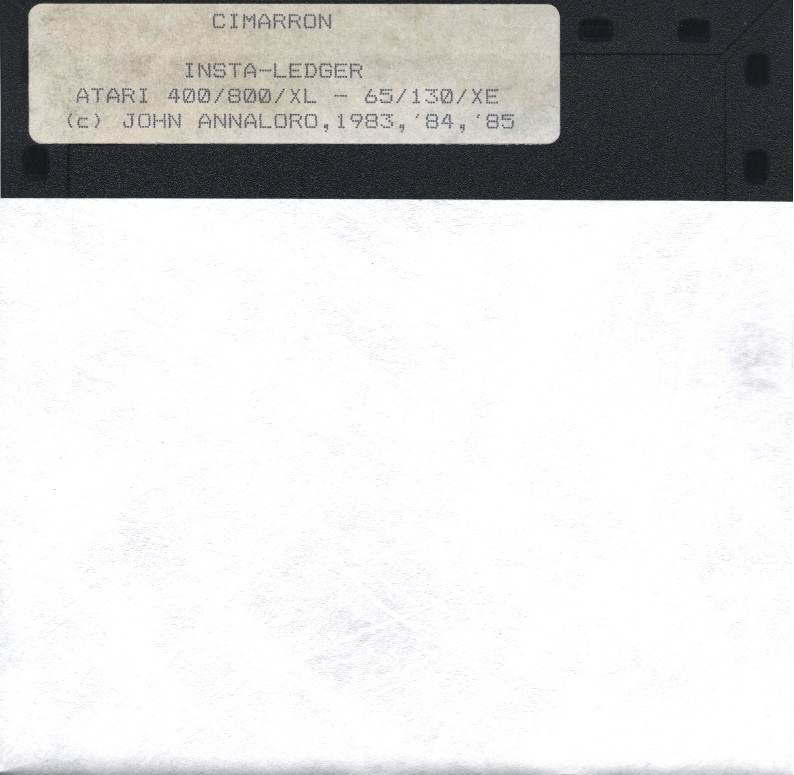 CIMARRON
INSTA-LEDGER
ATARI 400/800/XL - 65/130/XE
(c) JOHN ANNALORO,1983,'84,'85